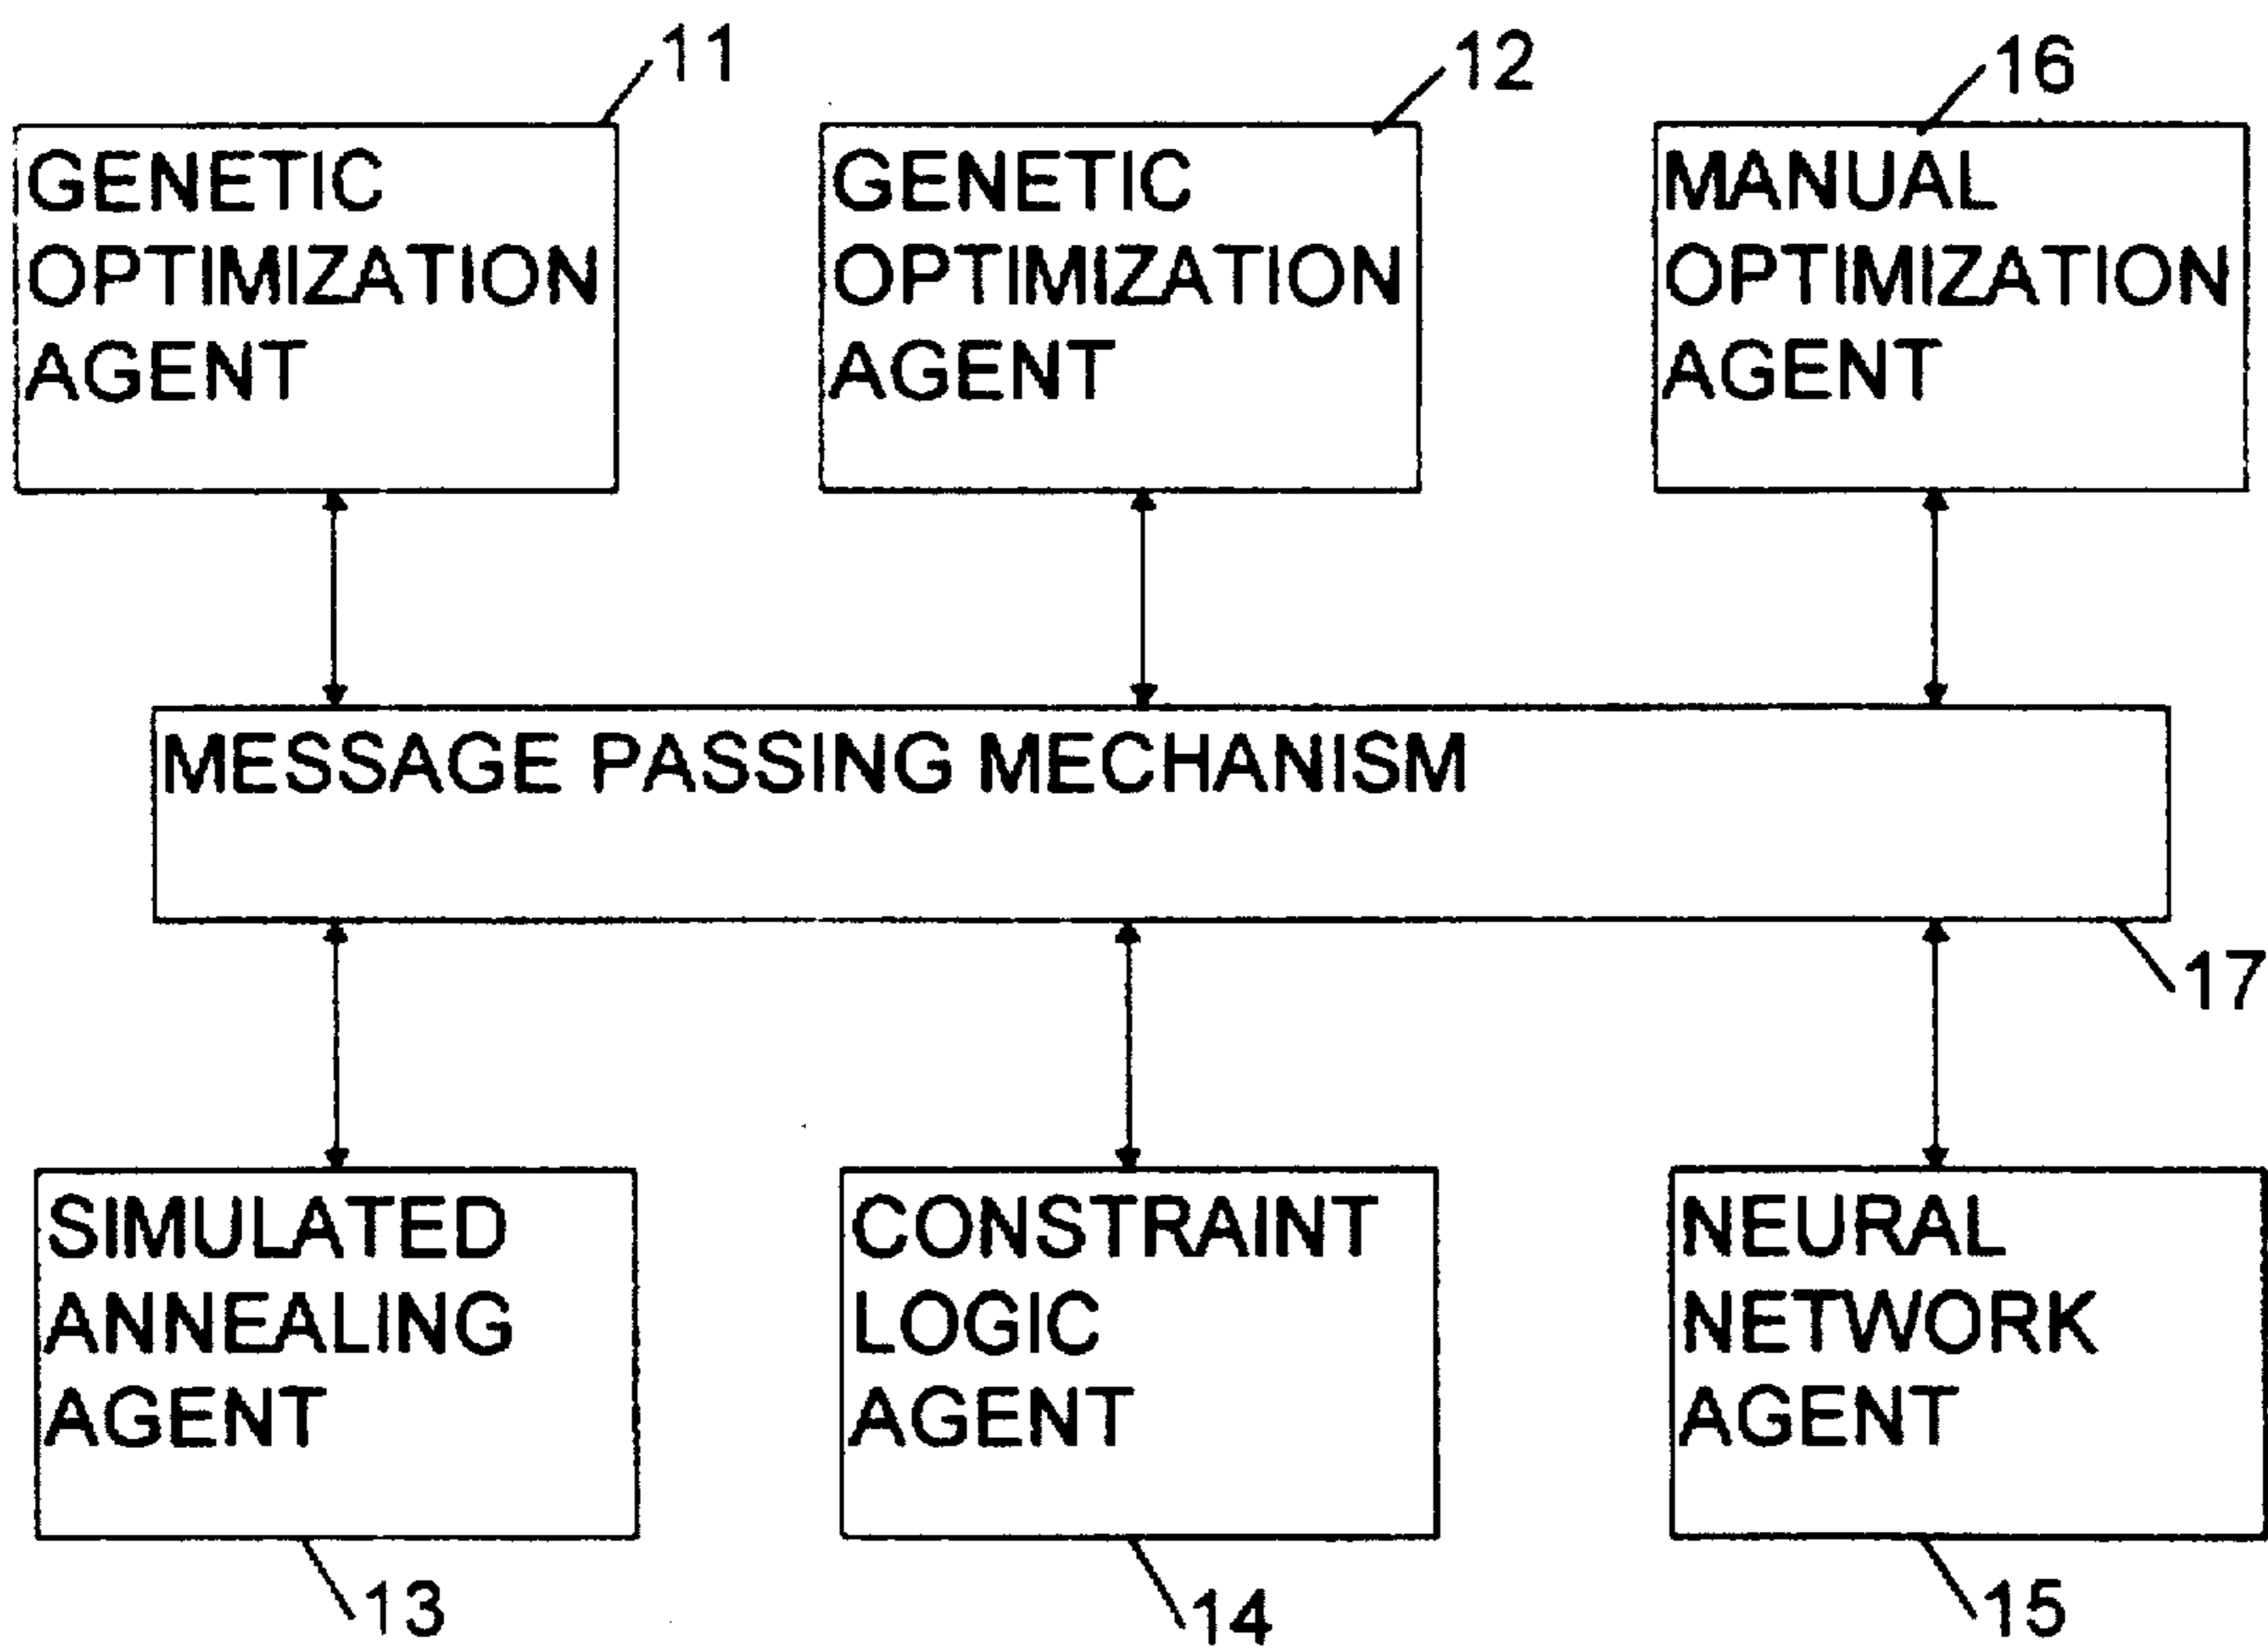 11
12
16
GENETIC
OPTIMIZATION
AGENT
GENETIC
OPTIMIZATION
AGENT
MANUAL
OPTIMIZATION
AGENT
MESSAGE PASSING MECHANISM
17
SIMULATED
ANNEALING
AGENT
CONSTRAINT
LOGIC
AGENT
NEURAL
NETWORK
AGENT
13
14
15